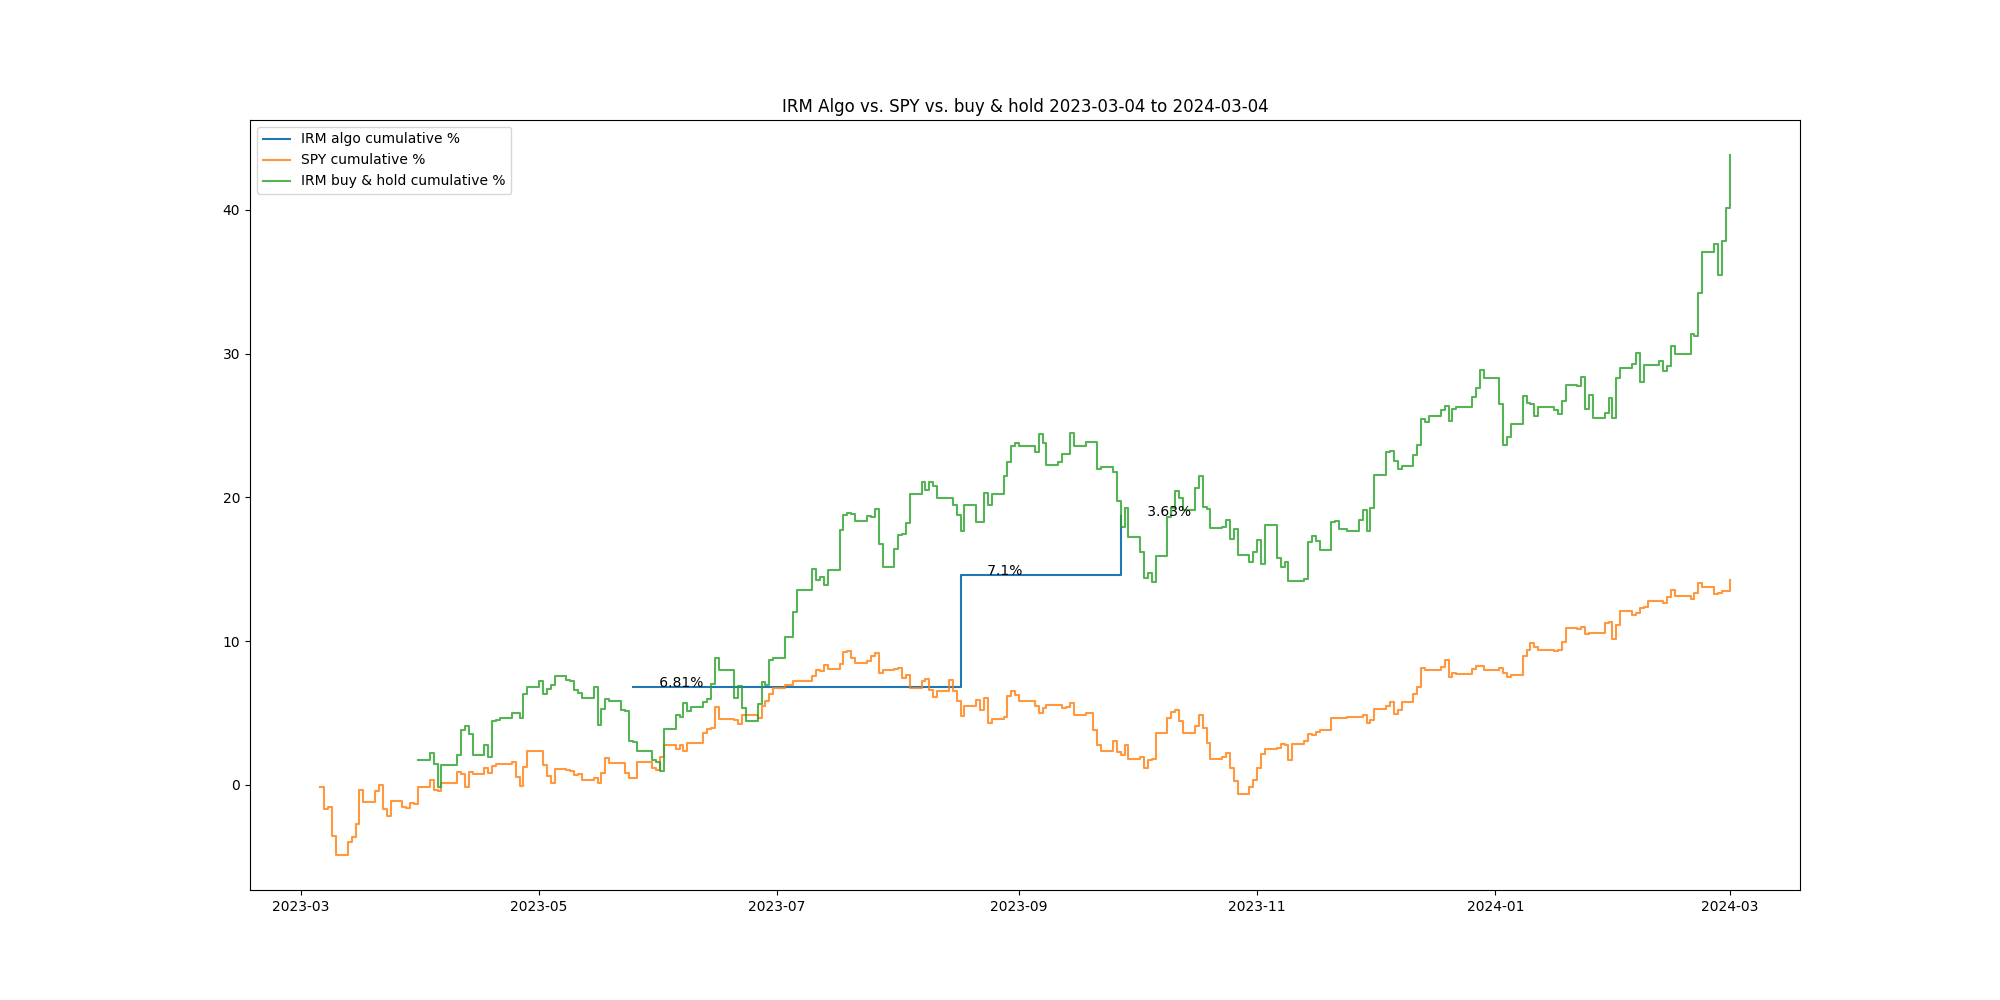 IRM Algo vs. SPY vs. buy & hold 2023-03-04 to 2024-03-04
IRM algo cumulative %
SPY cumulative %
IRM buy & hold cumulative %
40
30
20
10
0
3.63%
7.1%
6.81%
2023-03 2023-05 2023-07 2023-09 2023-11 2024-01 2024-03